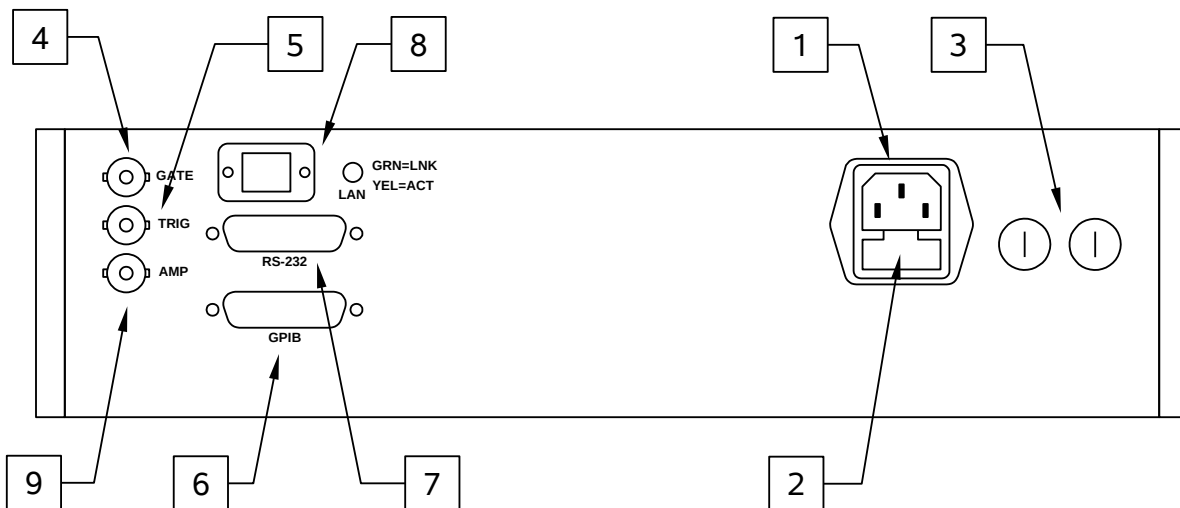 4
5
8
1
3
GATE
GRN=LNK
LAN
YEL=ACT
TRIG
RS-232
AMP
GPIB
9
6
7
2